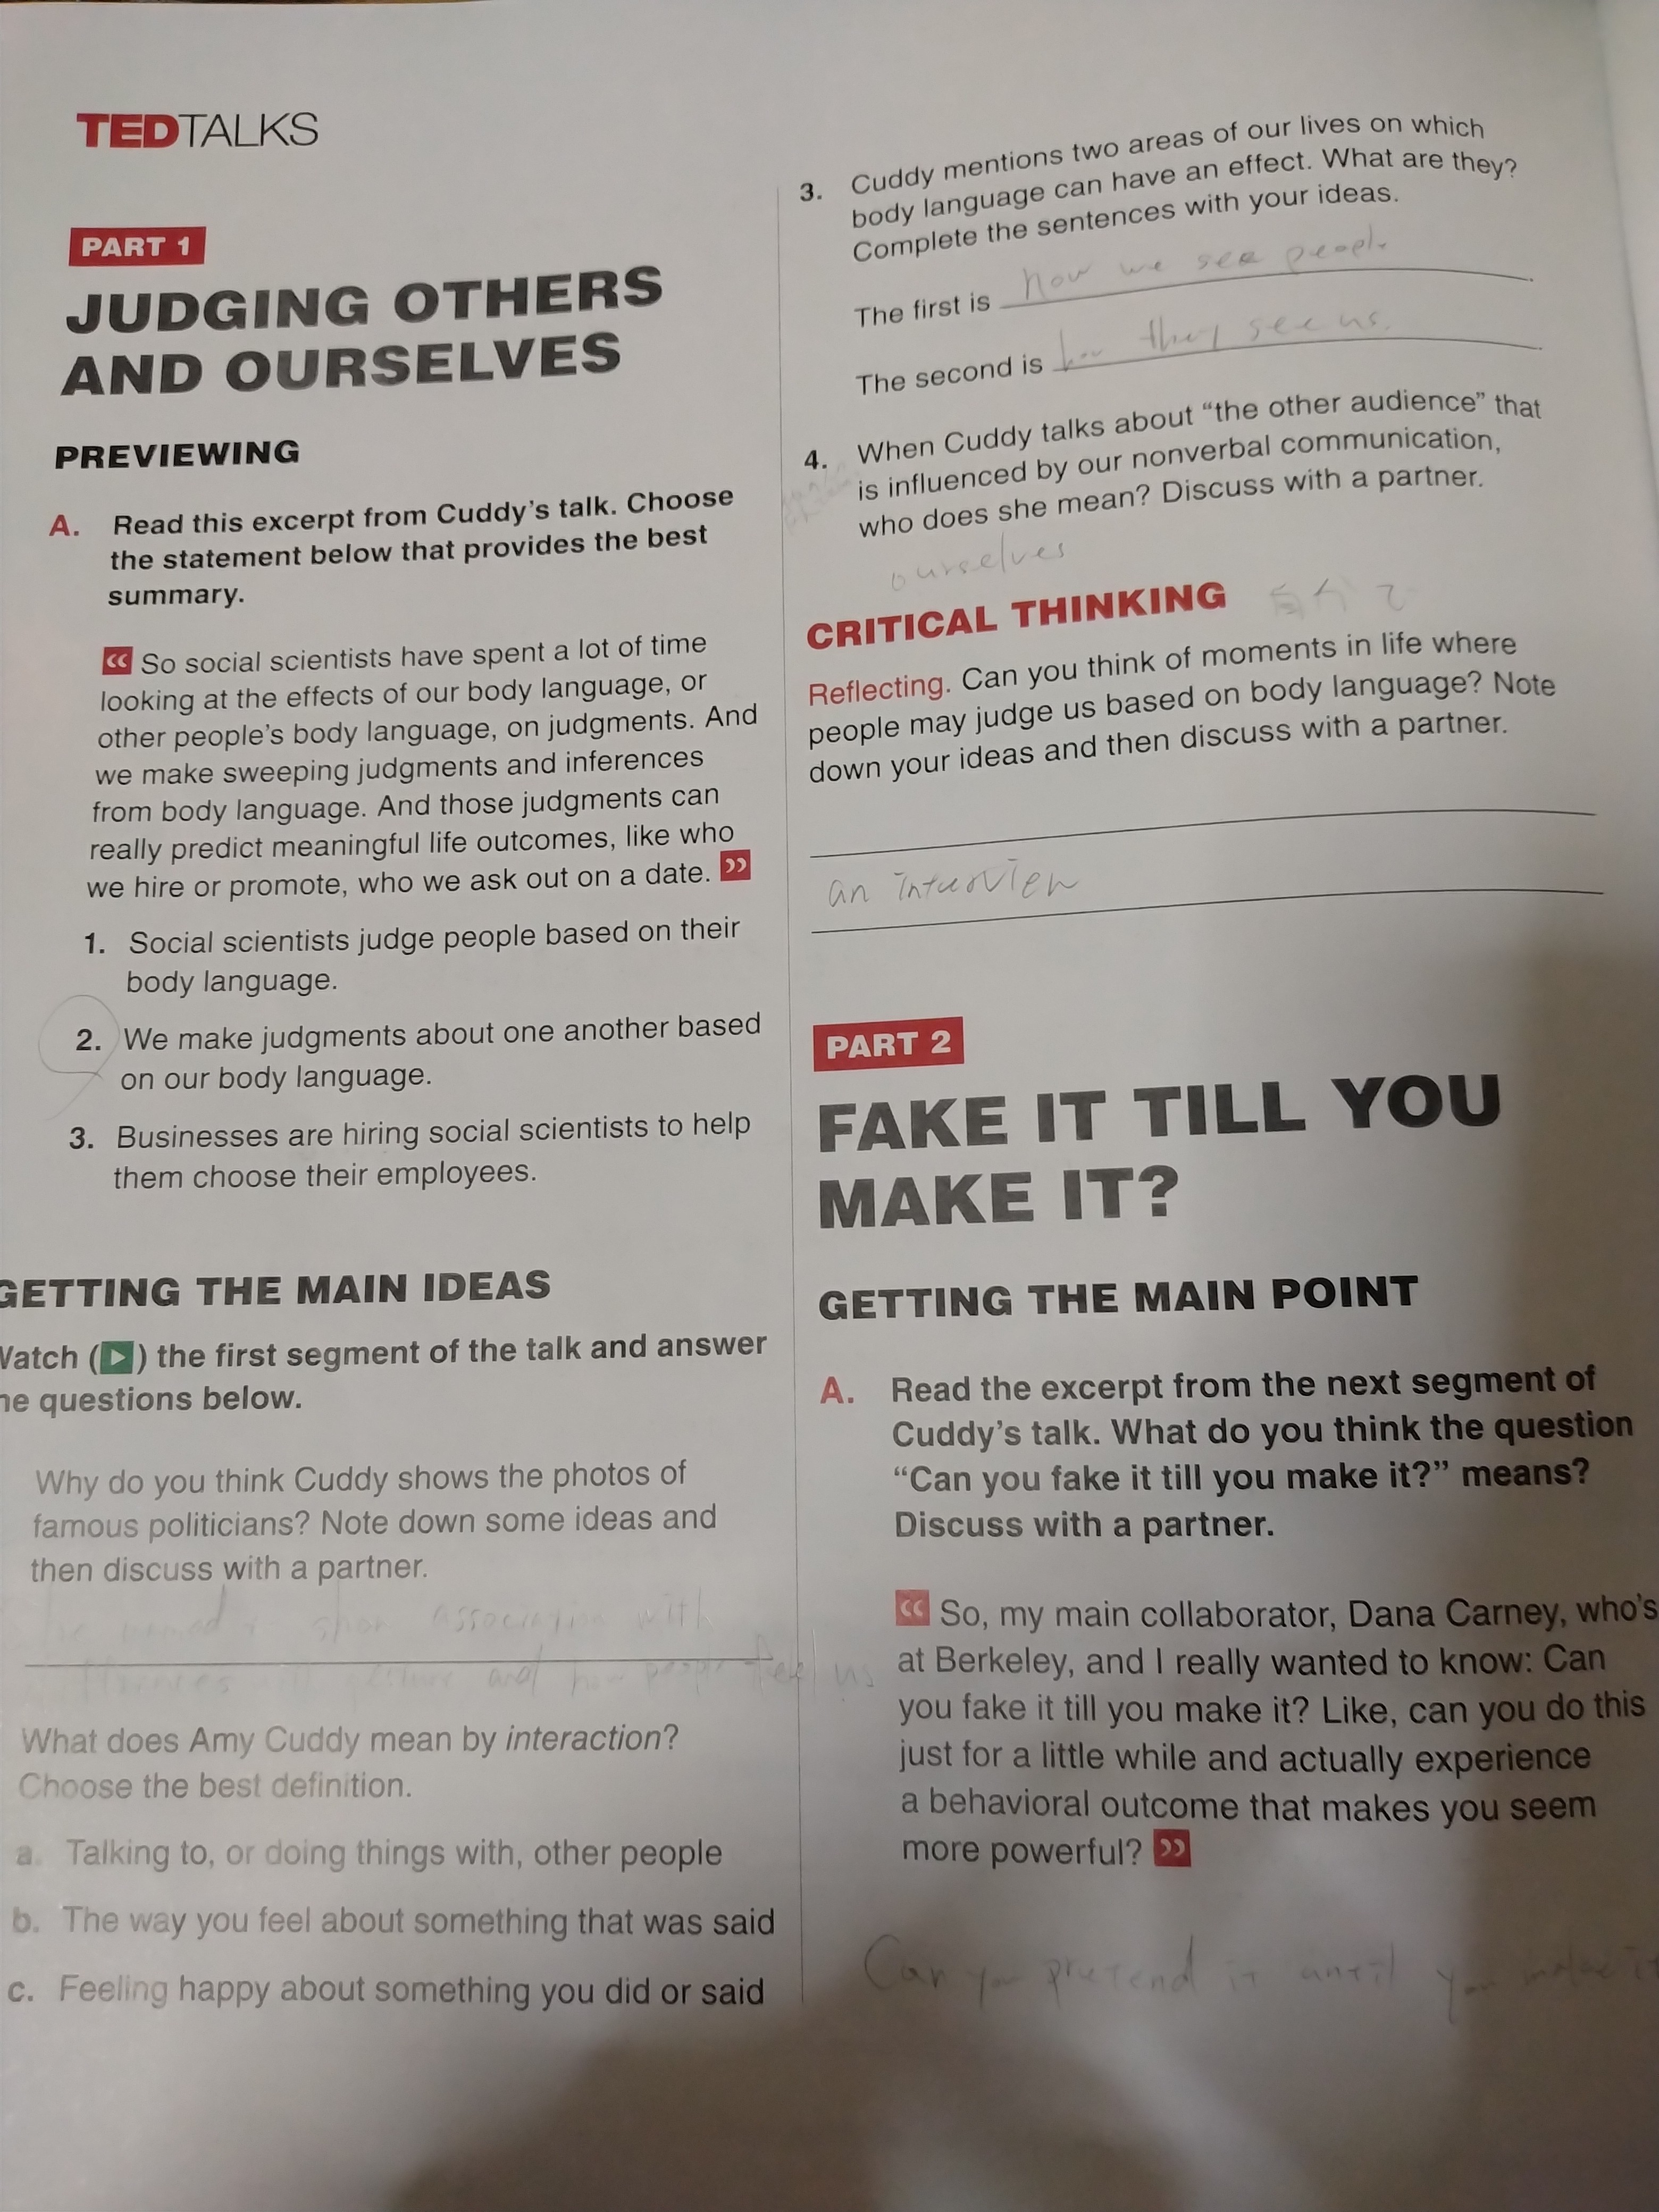 TEDTALKS
PART 1
JUDGING OTHERS
AND OURSELVES
PREVIEWING
A. Read this excerpt from Cuddy's talk. Choose
the statement below that provides the best
summary.
“ So social scientists have spent a lot of time
looking at the effects of our body language, or
other people's body language, on judgments. And
we make sweeping judgments and inferences
from body language. And those judgments can
really predict meaningful life outcomes, like who
we hire or promote, who we ask out on a date. ”
1. Social scientists judge people based on their
body language.
2. We make judgments about one another based
on our body language.
3. Businesses are hiring social scientists to help
them choose their employees.
GETTING THE MAIN IDEAS
Watch ( ) the first segment of the talk and answer
he questions below.
Why do you think Cuddy shows the photos of
famous politicians? Note down some ideas and
then discuss with a partner.
association with
and people feel us
What does Amy Cuddy mean by interaction?
Choose the best definition.
a. Talking to, or doing things with, other people
b. The way you feel about something that was said
c. Feeling happy about something you did or said
3. Cuddy mentions two areas of our lives on which
body language can have an effect. What are they?
Complete the sentences with your ideas.
The first is how we see people
The second is how they see us.
4. When Cuddy talks about “the other audience” that
is influenced by our nonverbal communication,
who does she mean? Discuss with a partner.
ourselves
CRITICAL THINKING
Reflecting. Can you think of moments in life where
people may judge us based on body language? Note
down your ideas and then discuss with a partner.
an interview
PART 2
FAKE IT TILL YOU
MAKE IT?
GETTING THE MAIN POINT
A. Read the excerpt from the next segment of
Cuddy's talk. What do you think the question
“Can you fake it till you make it?” means?
Discuss with a partner.
“ So, my main collaborator, Dana Carney, who's
at Berkeley, and I really wanted to know: Can
you fake it till you make it? Like, can you do this
just for a little while and actually experience
a behavioral outcome that makes you seem
more powerful? ”
Can you pretend it until you make it